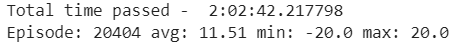 Total time passed -  2:02:42.217798
Episode: 20404 avg: 11.51 min: -20.0 max: 20.0